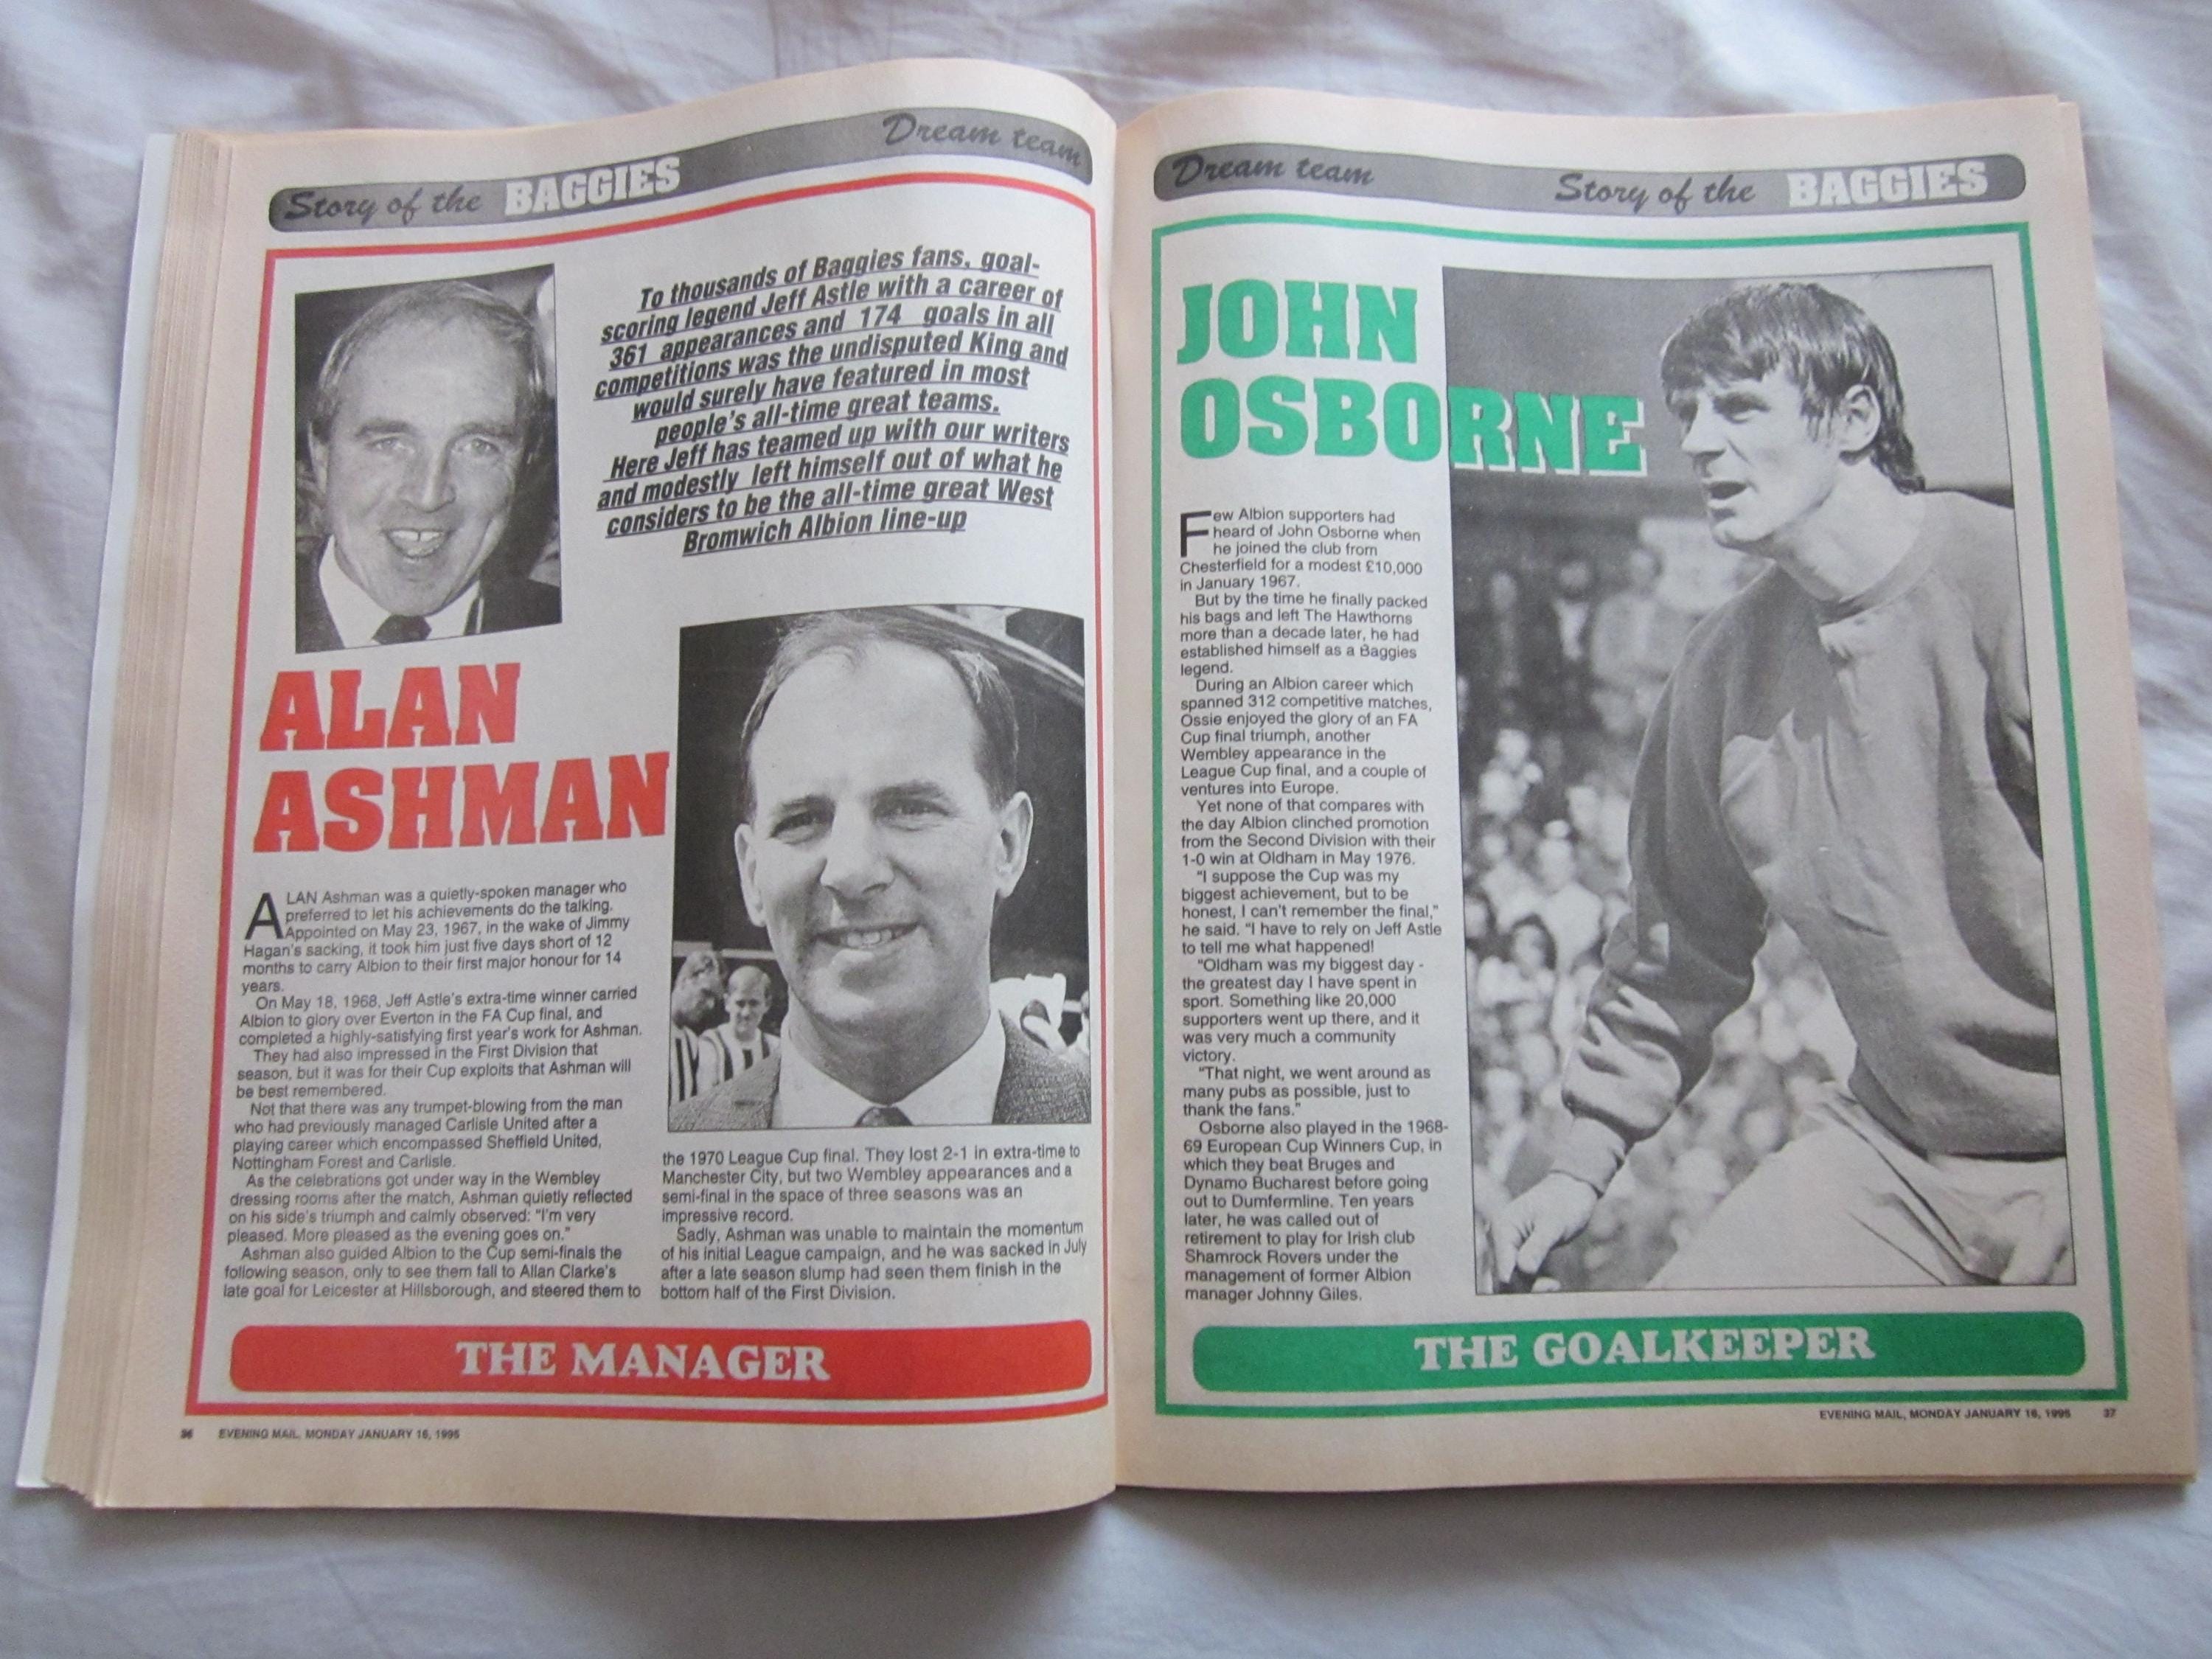 Story of the BAGGIES Dream team
To thousands of Baggies fans, goal-
scoring legend Jeff Astle with a career of
361 appearances and 174 goals in all
competitions was the undisputed King and
would surely have featured in most
people's all-time great teams.
Here Jeff has teamed up with our writers
and modestly left himself out of what he
considers to be the all-time great West
Bromwich Albion line-up
ALAN
ASHMAN
ALAN Ashman was a quietly-spoken manager who
preferred to let his achievements do the talking.
Appointed on May 23, 1967, in the wake of Jimmy
Hagan's sacking, it took him just five days short of 12
months to carry Albion to their first major honour for 14
years.
On May 18, 1968, Jeff Astle's extra-time winner carried
Albion to glory over Everton in the FA Cup final, and
completed a highly-satisfying first year's work for Ashman.
They had also impressed in the First Division that
season, but it was for their Cup exploits that Ashman will
be best remembered.
Not that there was any trumpet-blowing from the man
who had previously managed Carlisle United after a
playing career which encompassed Sheffield United,
Nottingham Forest and Carlisle.
As the celebrations got under way in the Wembley
dressing rooms after the match, Ashman quietly reflected
on his side's triumph and calmly observed: "I'm very
pleased. More pleased as the evening goes on."
Ashman also guided Albion to the Cup semi-finals the
following season, only to see them fall to Allan Clarke's
late goal for Leicester at Hillsborough, and steered them to
the 1970 League Cup final. They lost 2-1 in extra-time to
Manchester City, but two Wembley appearances and a
semi-final in the space of three seasons was an
impressive record.
Sadly, Ashman was unable to maintain the momentum
of his initial League campaign, and he was sacked in July
after a late season slump had seen them finish in the
bottom half of the First Division.
THE MANAGER
36 EVENING MAIL, MONDAY JANUARY 16, 1995
Dream team Story of the BAGGIES
JOHN
OSBORNE
Few Albion supporters had
heard of John Osborne when
he joined the club from
Chesterfield for a modest £10,000
in January 1967.
But by the time he finally packed
his bags and left The Hawthorns
more than a decade later, he had
established himself as a Baggies
legend.
During an Albion career which
spanned 312 competitive matches,
Ossie enjoyed the glory of an FA
Cup final triumph, another
Wembley appearance in the
League Cup final, and a couple of
ventures into Europe.
Yet none of that compares with
the day Albion clinched promotion
from the Second Division with their
1-0 win at Oldham in May 1976.
"I suppose the Cup was my
biggest achievement, but to be
honest, I can't remember the final,"
he said. "I have to rely on Jeff Astle
to tell me what happened!
"Oldham was my biggest day -
the greatest day I have spent in
sport. Something like 20,000
supporters went up there, and it
was very much a community
victory.
"That night, we went around as
many pubs as possible, just to
thank the fans."
Osborne also played in the 1968-
69 European Cup Winners Cup, in
which they beat Bruges and
Dynamo Bucharest before going
out to Dumfermline. Ten years
later, he was called out of
retirement to play for Irish club
Shamrock Rovers under the
management of former Albion
manager Johnny Giles.
THE GOALKEEPER
EVENING MAIL, MONDAY JANUARY 16, 1995 37